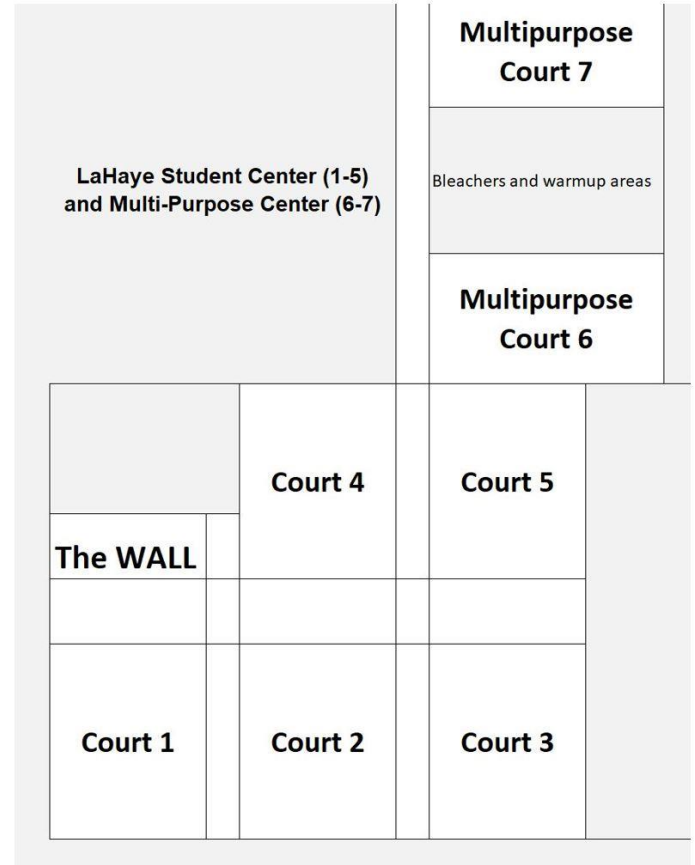 Multipurpose
Court 7
LaHaye Student Center (1-5)
and Multi-Purpose Center (6-7)
Bleachers and warmup areas
Multipurpose
Court 6
Court 4
Court 5
The WALL
Court 1
Court 2
Court 3